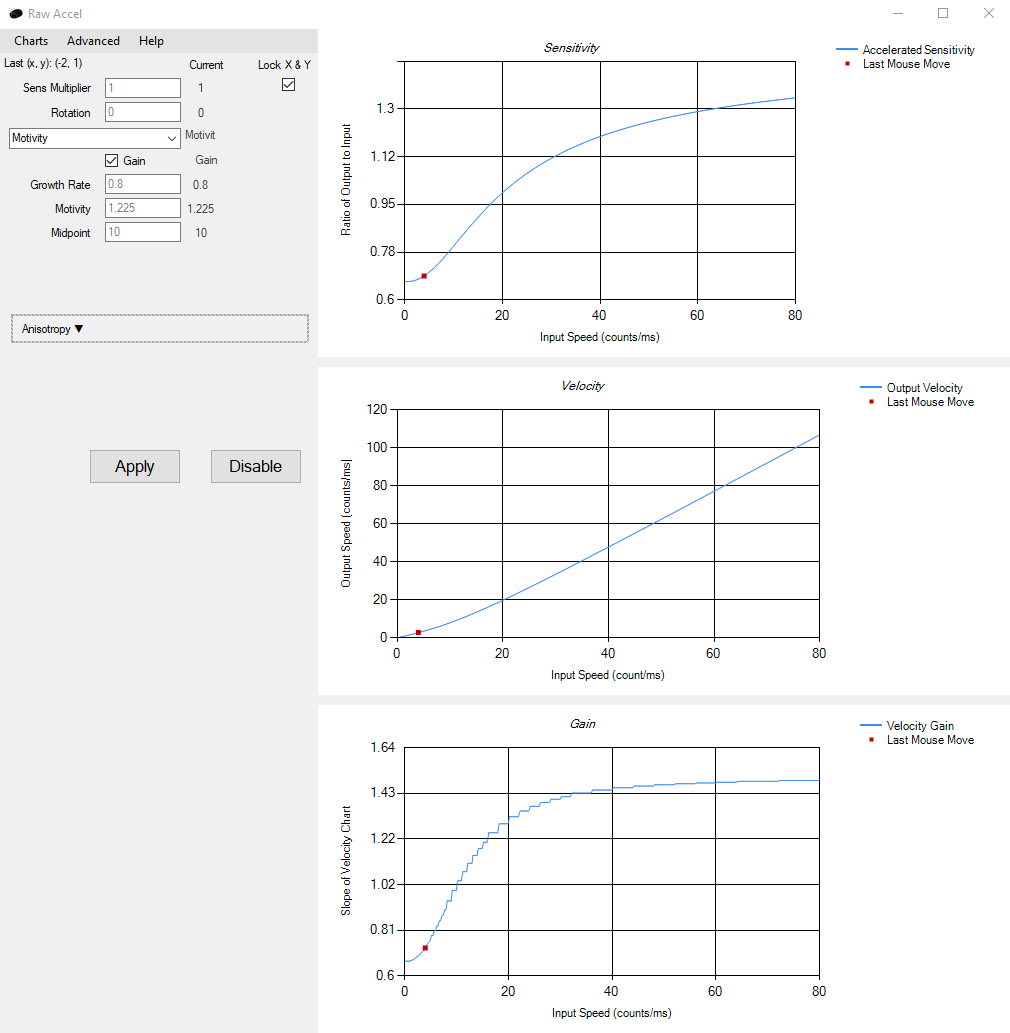 Raw Accel
Charts Advanced Help
Last (x, y): (-2, 1)
Current
Lock X & Y
Sens Multiplier 1 1
Rotation 0 0
Motivity Motivit
Gain Gain
Growth Rate 0.8 0.8
Motivity 1.225 1.225
Midpoint 10 10
Anisotropy ▼
Apply Disable
Sensitivity
Accelerated Sensitivity
Last Mouse Move
Ratio of Output to Input
1.3
1.12
0.95
0.78
0.6
0 20 40 60 80
Input Speed (counts/ms)
Velocity
Output Velocity
Last Mouse Move
Output Speed (counts/ms)
120
100
80
60
40
20
0
0 20 40 60 80
Input Speed (count/ms)
Gain
Velocity Gain
Last Mouse Move
Slope of Velocity Chart
1.64
1.43
1.22
1.02
0.81
0.6
0 20 40 60 80
Input Speed (counts/ms)